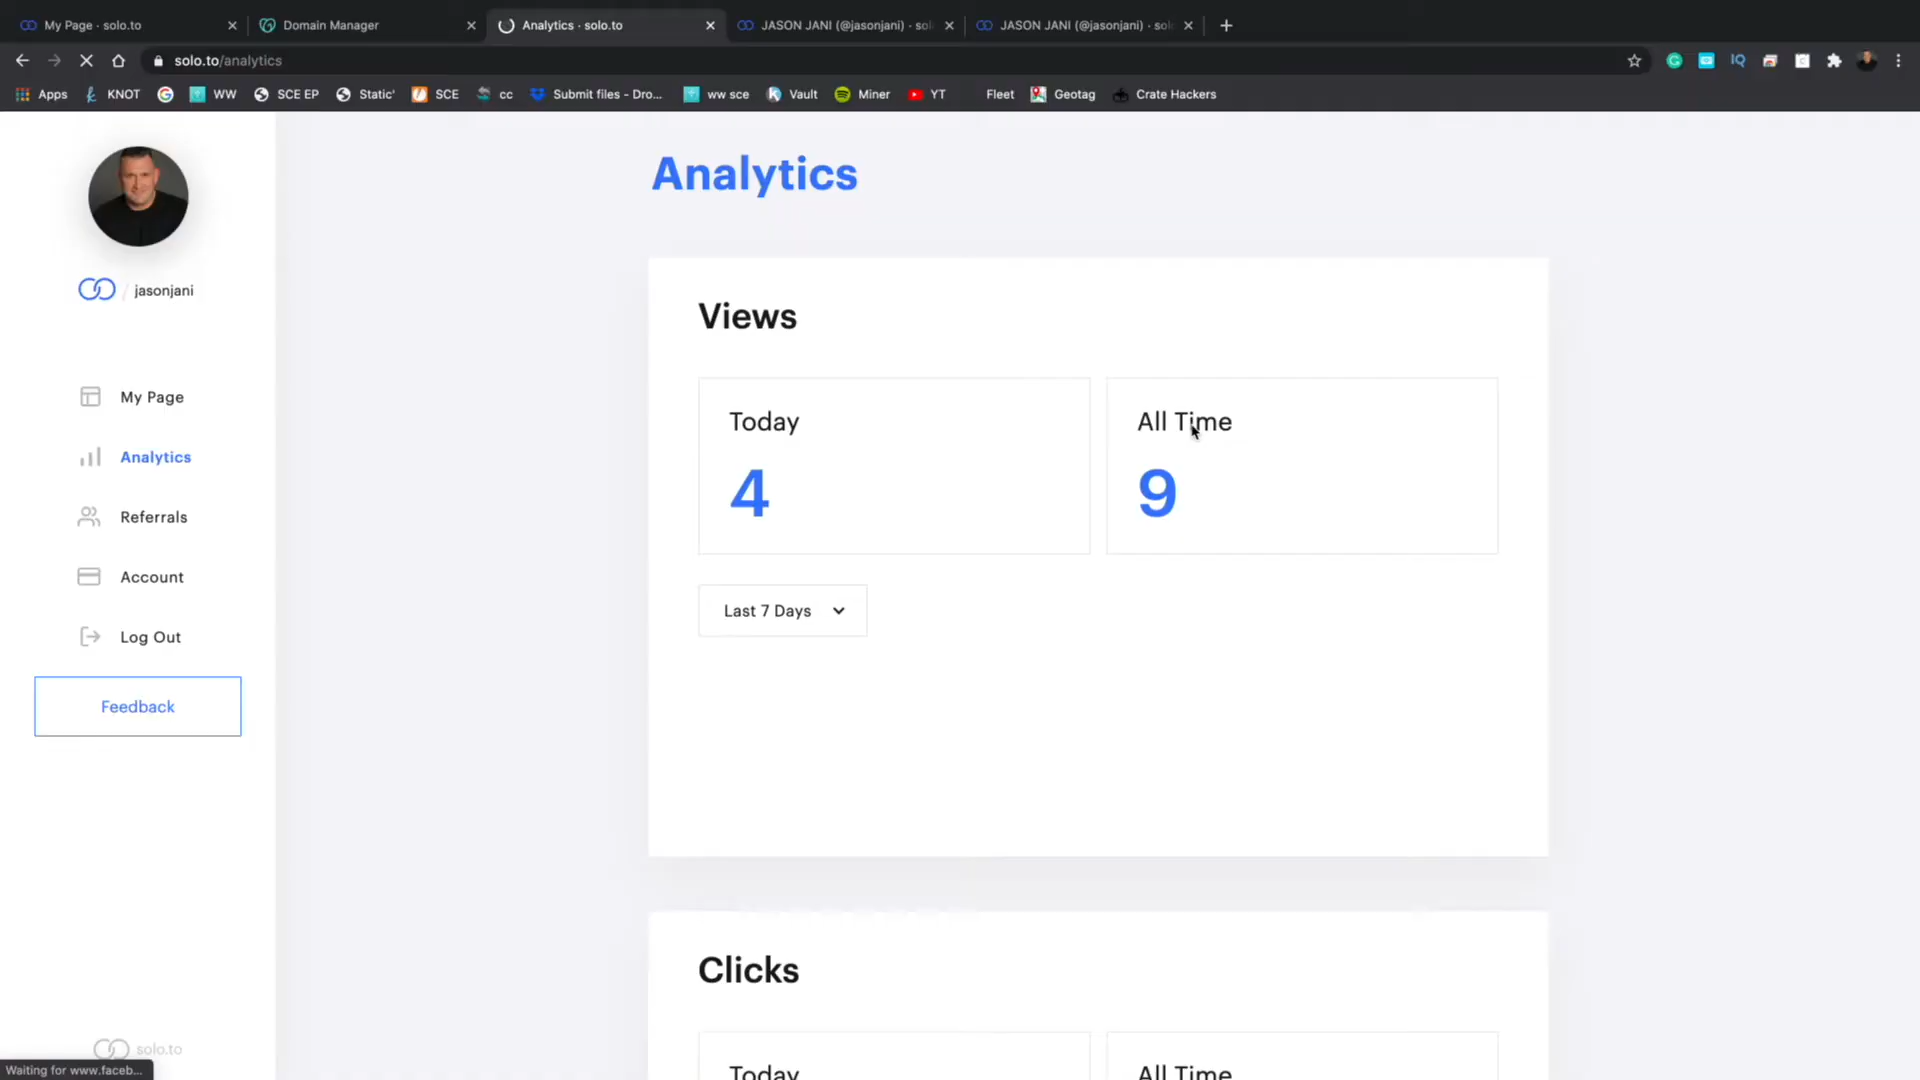 My Page · solo.to
Domain Manager
Analytics · solo.to
JASON JANI (@jasonjani) · sol
JASON JANI (@jasonjani) · solo
solo.to/analytics
Apps
KNOT
WW
SCE EP
Static'
SCE
cc
Submit files - Dro...
ww sce
Vault
Miner
YT
Fleet
Geotag
Crate Hackers
jasonjani
My Page
Analytics
Referrals
Account
Log Out
Feedback
solo.to
Waiting for www.faceb...
Analytics
Views
Today
All Time
4
9
Last 7 Days
Clicks
Today
All Time